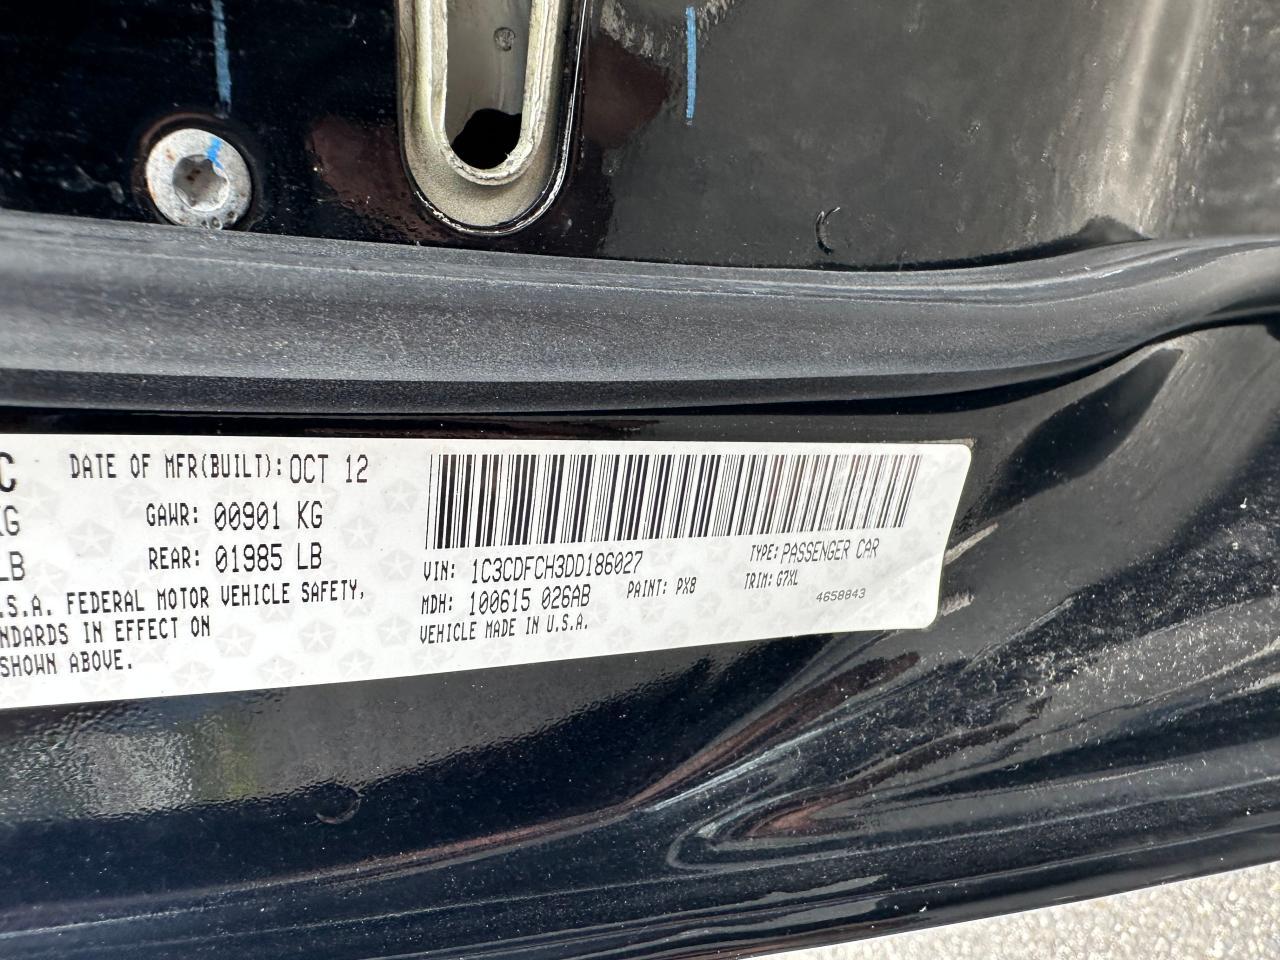 C DATE OF MFR(BUILT): OCT 12
KG GAWR: 00901 KG
LB REAR: 01985 LB
.S.A. FEDERAL MOTOR VEHICLE SAFETY,
NDARDS IN EFFECT ON
SHOWN ABOVE.
VIN: 1C3CDFCH3DD186027 TYPE: PASSENGER CAR
MDH: 100615 026AB PAINT: PX8 TRIM: G7XL
VEHICLE MADE IN U.S.A. 4658843